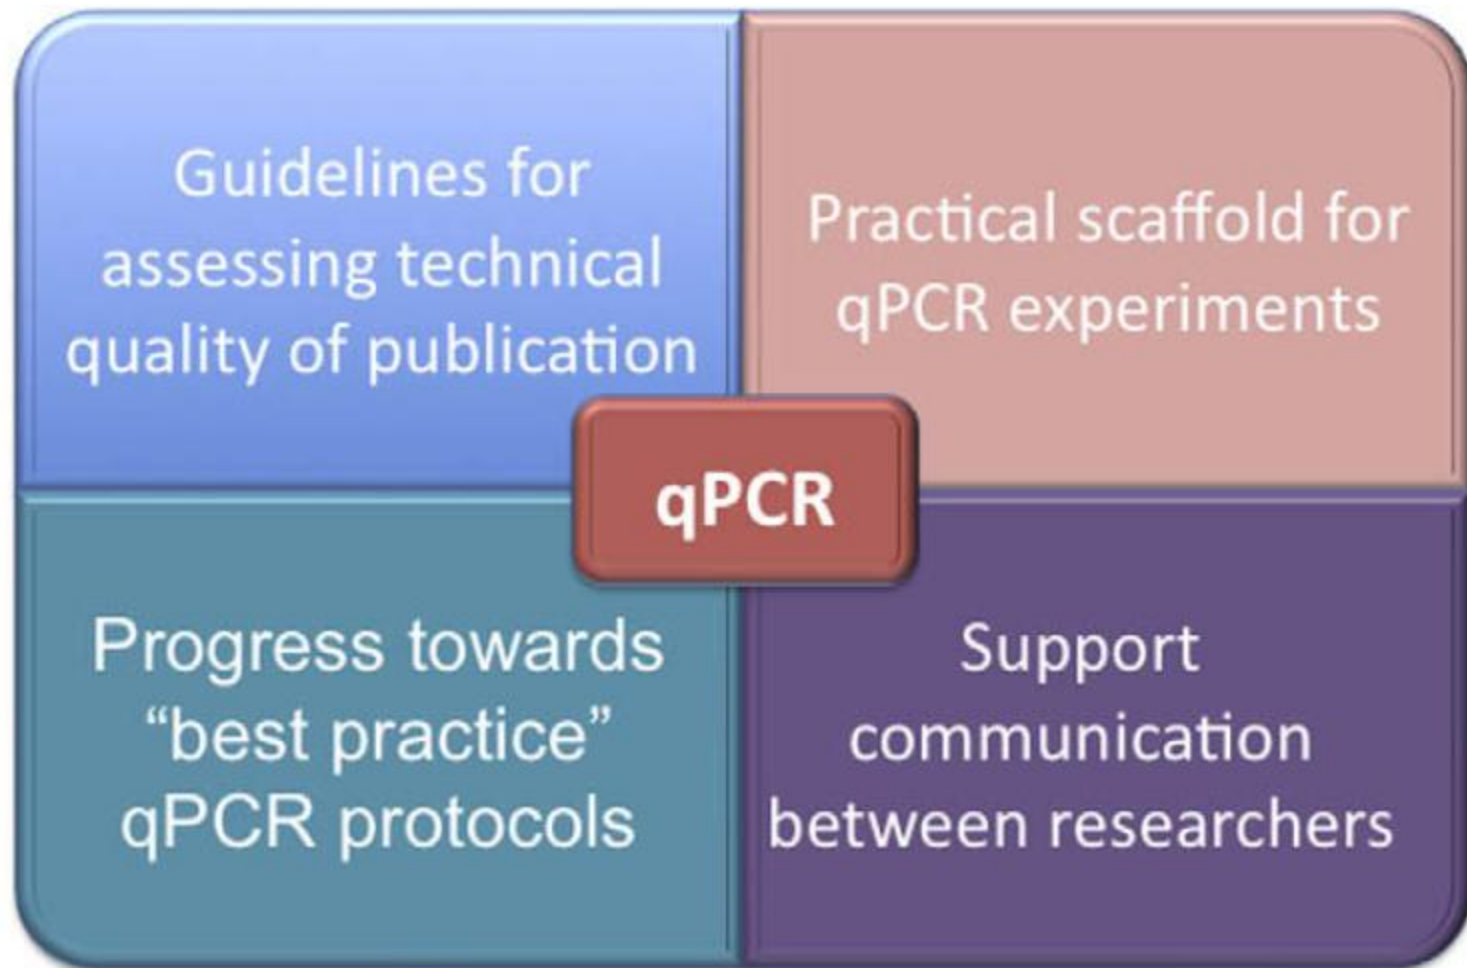 Guidelines for
assessing technical
quality of publication
Practical scaffold for
qPCR experiments
qPCR
Progress towards
“best practice”
qPCR protocols
Support
communication
between researchers